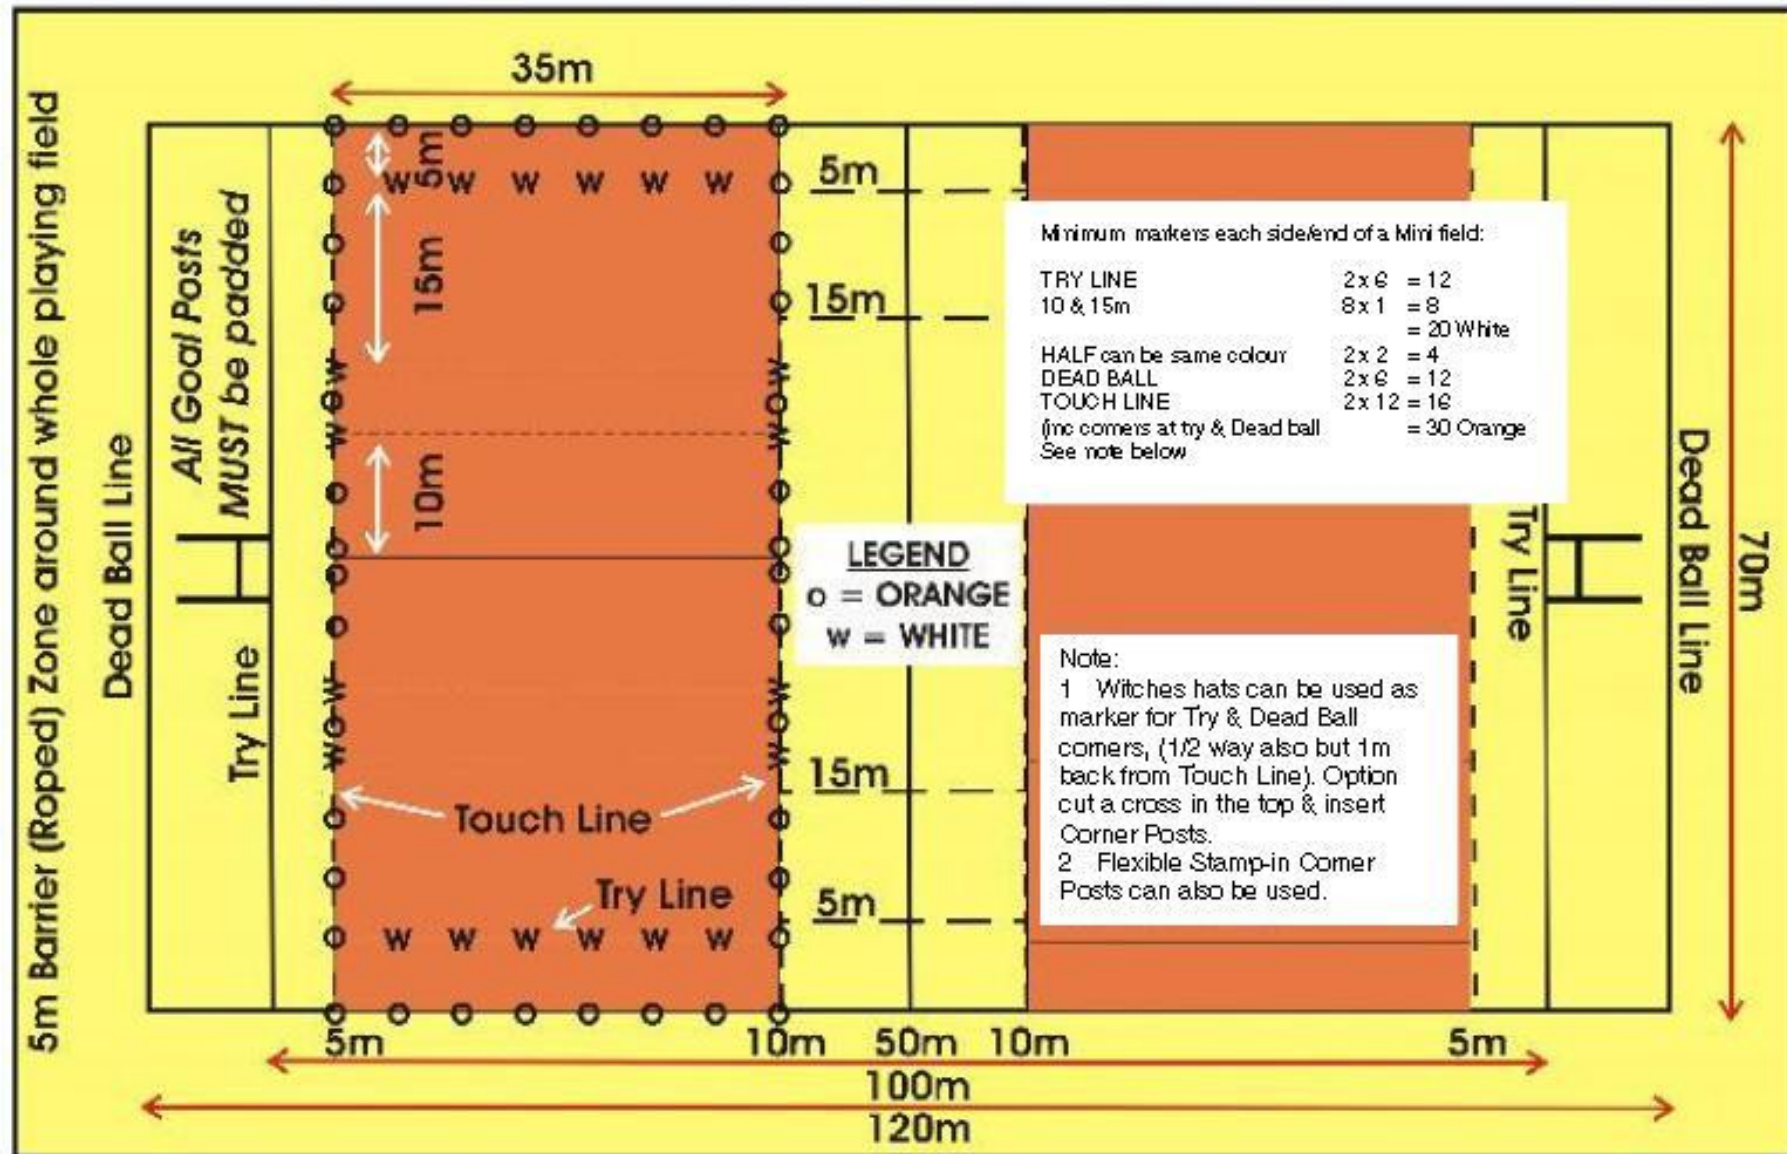 35m
5m Barrier (Roped) Zone around whole playing field
Dead Ball Line
All Goal Posts
MUST be padded
Try Line
o o o o o o o o
5m
o w w w w w w o
o o
15m
o o
w w
o o
w w
10m
o o
o o
o o
o o
w w
o o
w w
Touch Line
o o
o o
Try Line
o w w w w w w o
o o o o o o o o
5m
15m
LEGEND
o = ORANGE
w = WHITE
15m
5m
Minimum markers each side/end of a Mini field:
TRY LINE 2 x 6 = 12
10 & 15m 8 x 1 = 8
= 20 White
HALF can be same colour 2 x 2 = 4
DEAD BALL 2 x 6 = 12
TOUCH LINE 2 x 12 = 16
(inc corners at try & Dead ball = 30 Orange
See note below
Note:
1 Witches hats can be used as
marker for Try & Dead Ball
corners, (1/2 way also but 1m
back from Touch Line). Option
cut a cross in the top & insert
Corner Posts.
2 Flexible Stamp-in Corner
Posts can also be used.
Try Line
Dead Ball Line
70m
5m 10m 50m 10m 5m
100m
120m